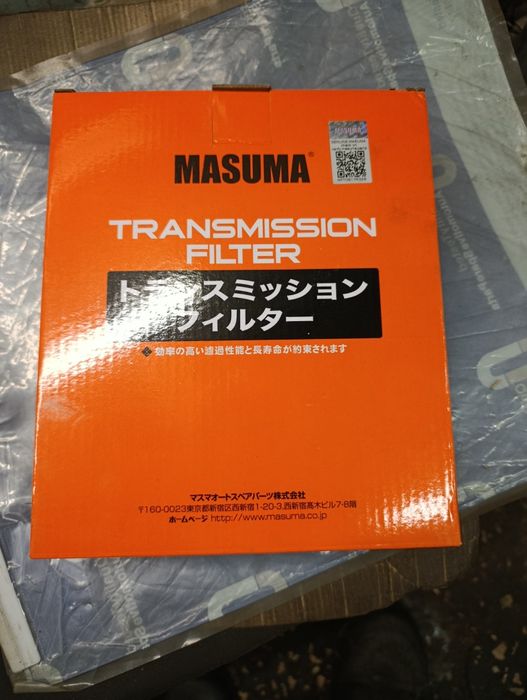 MASUMA®
MASUMA
TRANSMISSION
FILTER
トランスミッション
フィルター
❖ 効率の高い濾過性能と長寿命が約束されます
マスマオートスペアパーツ株式会社
〒160-0023東京都新宿区西新宿1-20-3,西新宿高木ビル7-8階
ホームページ http://www.masuma.co.jp